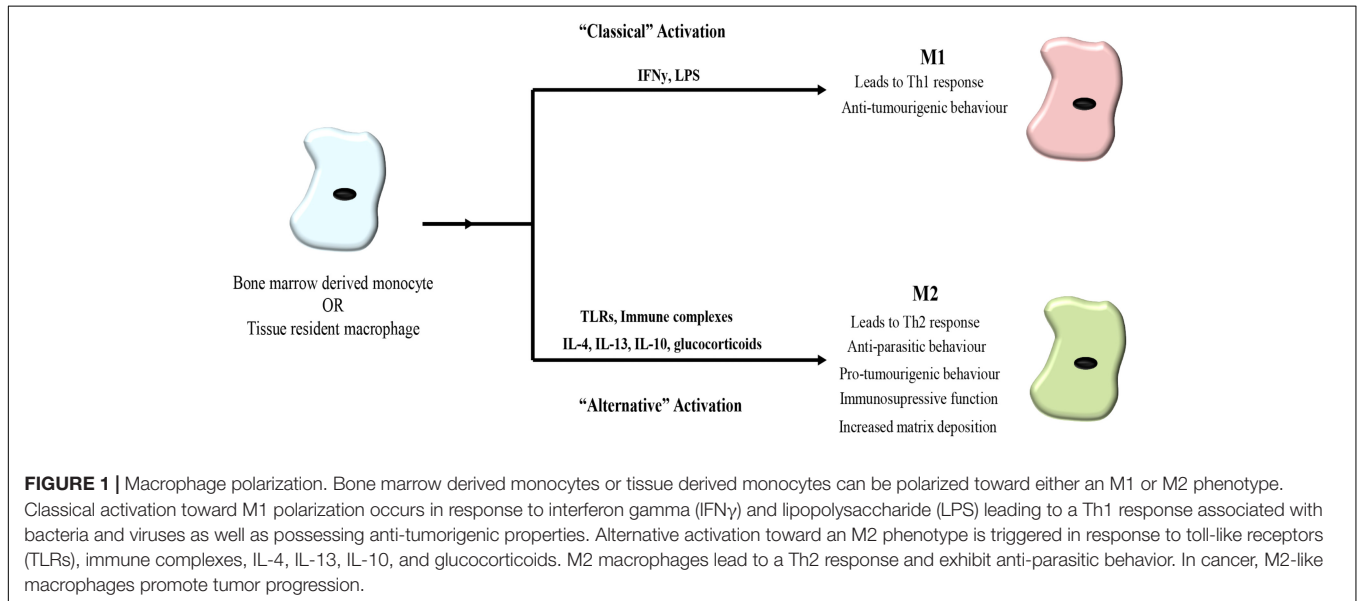 “Classical” Activation
IFNy, LPS
M1
Leads to Th1 response
Anti-tumourigenic behaviour
Bone marrow derived monocyte
OR
Tissue resident macrophage
TLRs, Immune complexes
IL-4, IL-13, IL-10, glucocorticoids
“Alternative” Activation
M2
Leads to Th2 response
Anti-parasitic behaviour
Pro-tumourigenic behaviour
Immunosupressive function
Increased matrix deposition
FIGURE 1 | Macrophage polarization. Bone marrow derived monocytes or tissue derived monocytes can be polarized toward either an M1 or M2 phenotype.
Classical activation toward M1 polarization occurs in response to interferon gamma (IFNγ) and lipopolysaccharide (LPS) leading to a Th1 response associated with
bacteria and viruses as well as possessing anti-tumorigenic properties. Alternative activation toward an M2 phenotype is triggered in response to toll-like receptors
(TLRs), immune complexes, IL-4, IL-13, IL-10, and glucocorticoids. M2 macrophages lead to a Th2 response and exhibit anti-parasitic behavior. In cancer, M2-like
macrophages promote tumor progression.